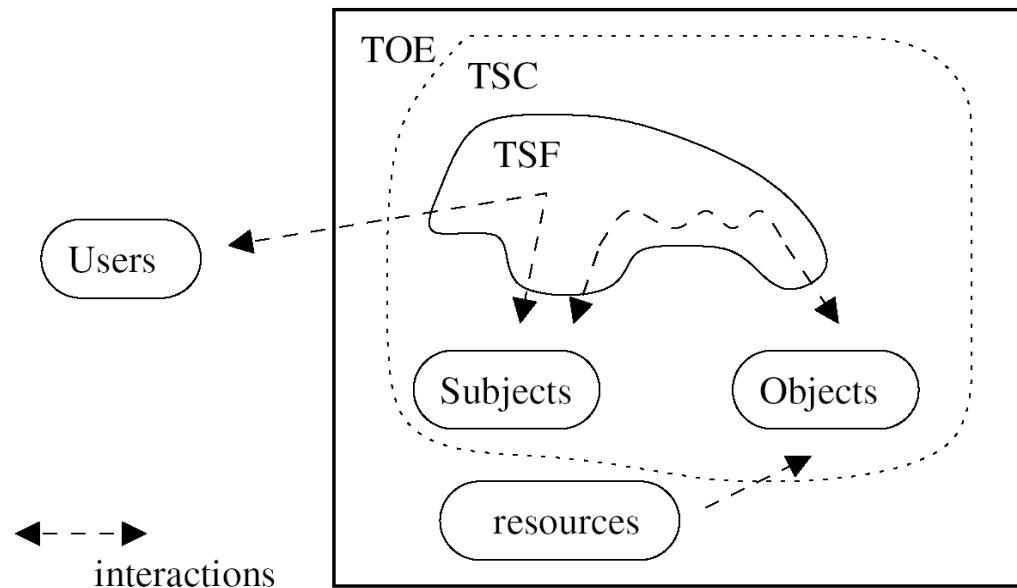 TOE
TSC
TSF
Users
Subjects
Objects
resources
interactions